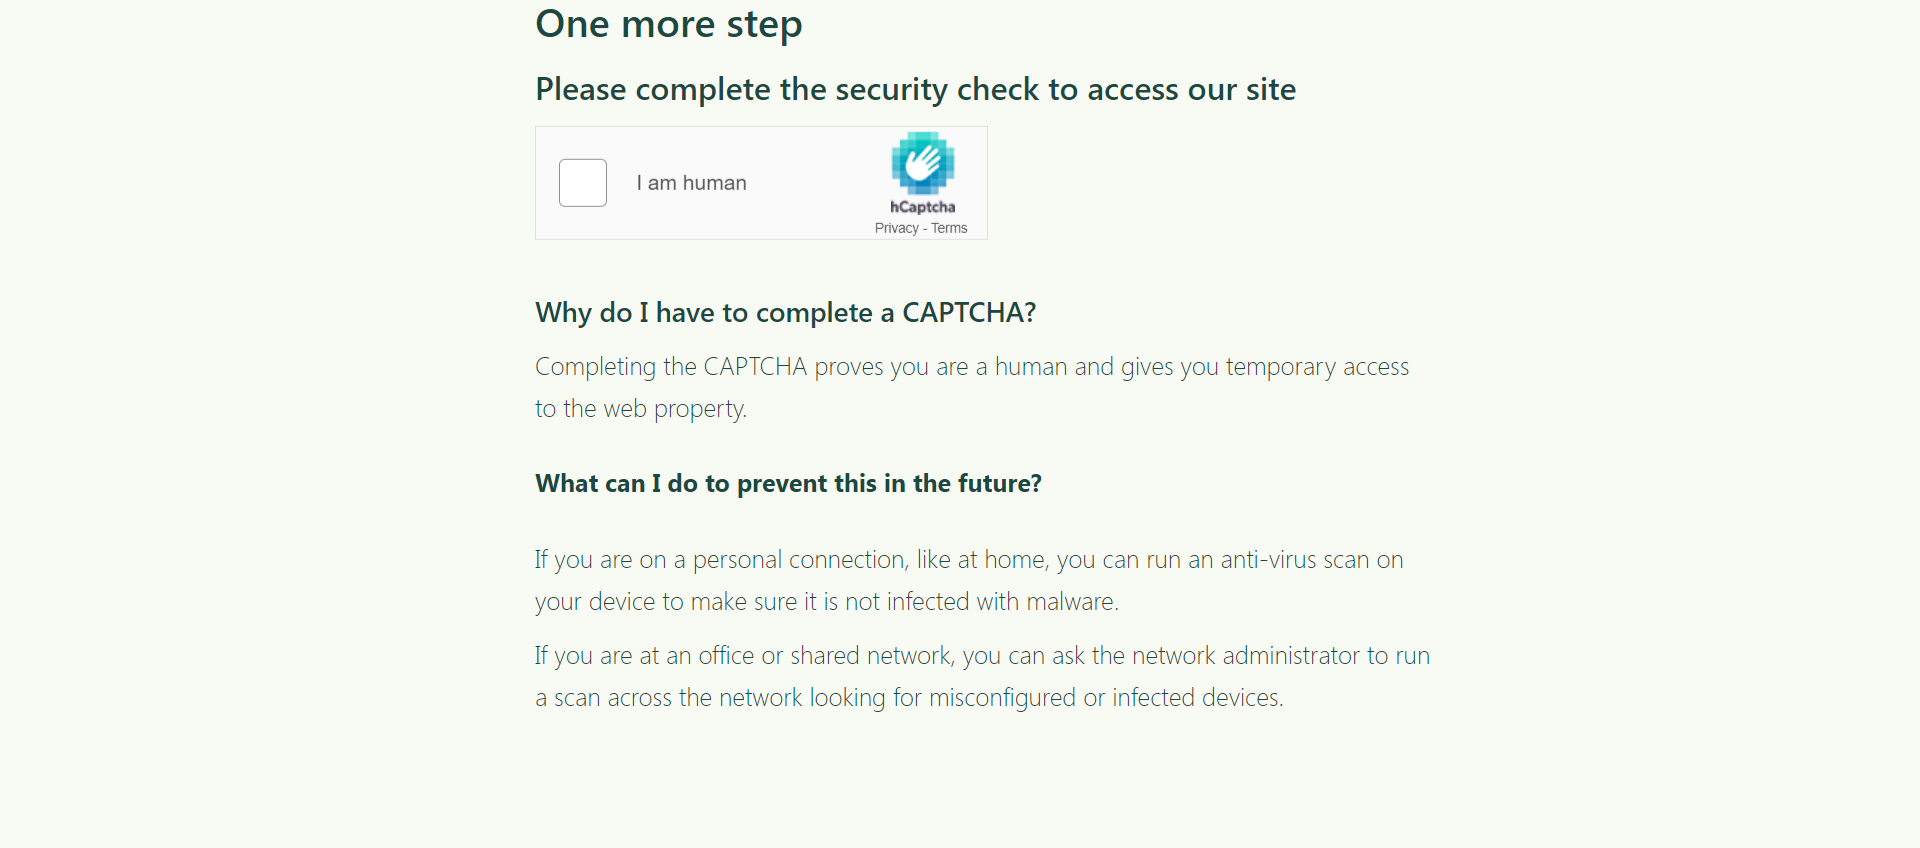 One more step
Please complete the security check to access our site
I am human
hCaptcha
Privacy - Terms
Why do I have to complete a CAPTCHA?
Completing the CAPTCHA proves you are a human and gives you temporary access
to the web property.
What can I do to prevent this in the future?
If you are on a personal connection, like at home, you can run an anti-virus scan on
your device to make sure it is not infected with malware.
If you are at an office or shared network, you can ask the network administrator to run
a scan across the network looking for misconfigured or infected devices.